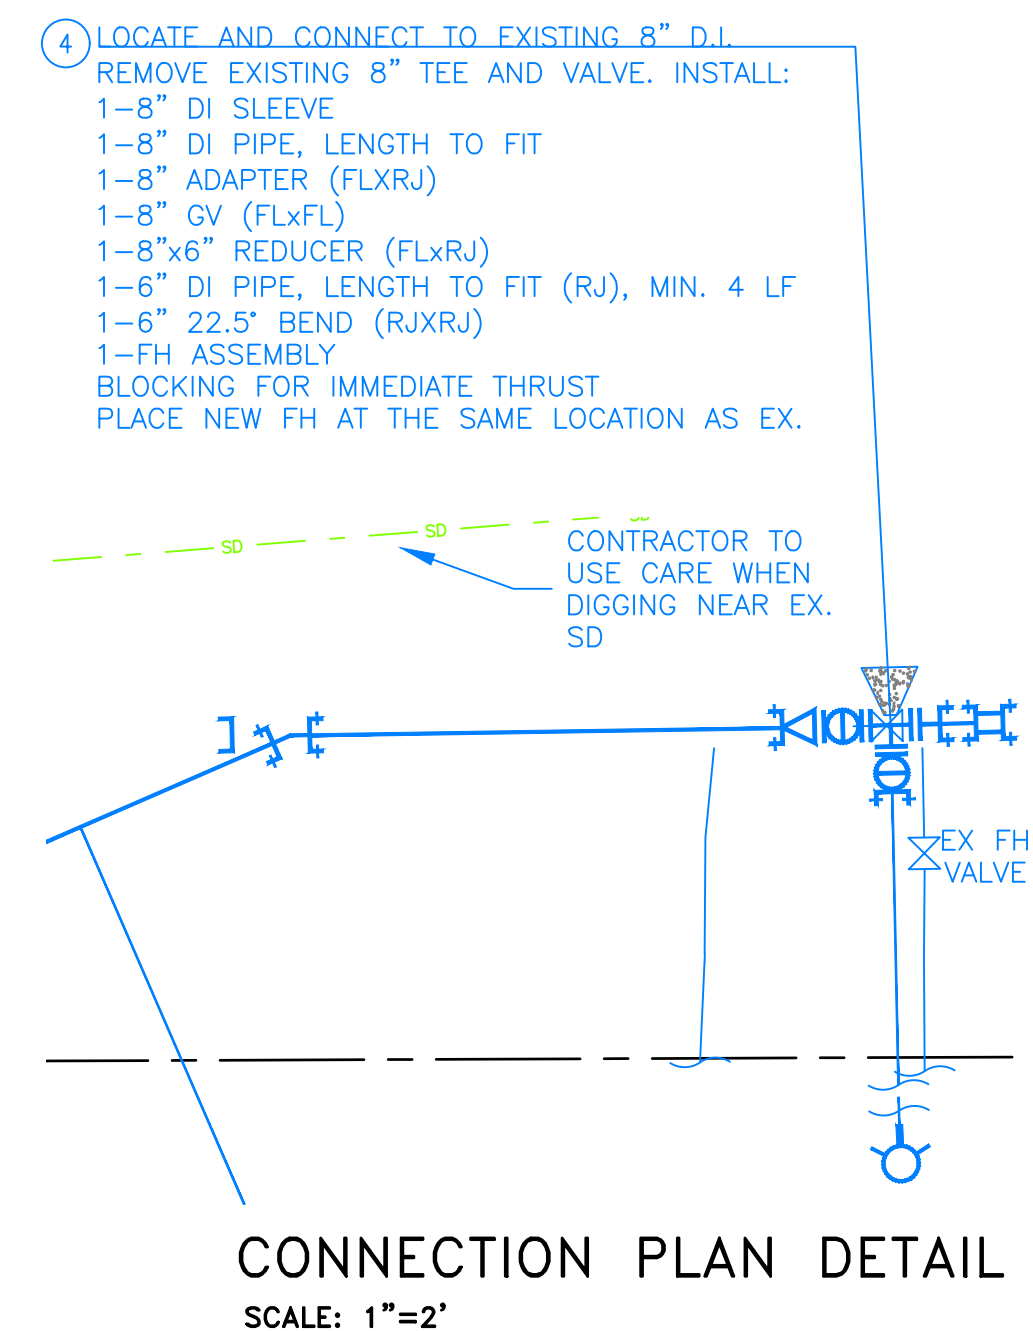 4
LOCATE AND CONNECT TO EXISTING 8" D.I.
REMOVE EXISTING 8" TEE AND VALVE. INSTALL:
1-8" DI SLEEVE
1-8" DI PIPE, LENGTH TO FIT
1-8" ADAPTER (FLXRJ)
1-8" GV (FLxFL)
1-8"x6" REDUCER (FLxRJ)
1-6" DI PIPE, LENGTH TO FIT (RJ), MIN. 4 LF
1-6" 22.5° BEND (RJXRJ)
1-FH ASSEMBLY
BLOCKING FOR IMMEDIATE THRUST
PLACE NEW FH AT THE SAME LOCATION AS EX.
SD
SD
SD
CONTRACTOR TO
USE CARE WHEN
DIGGING NEAR EX.
SD
EX FH
VALVE
CONNECTION PLAN DETAIL
SCALE: 1"=2'